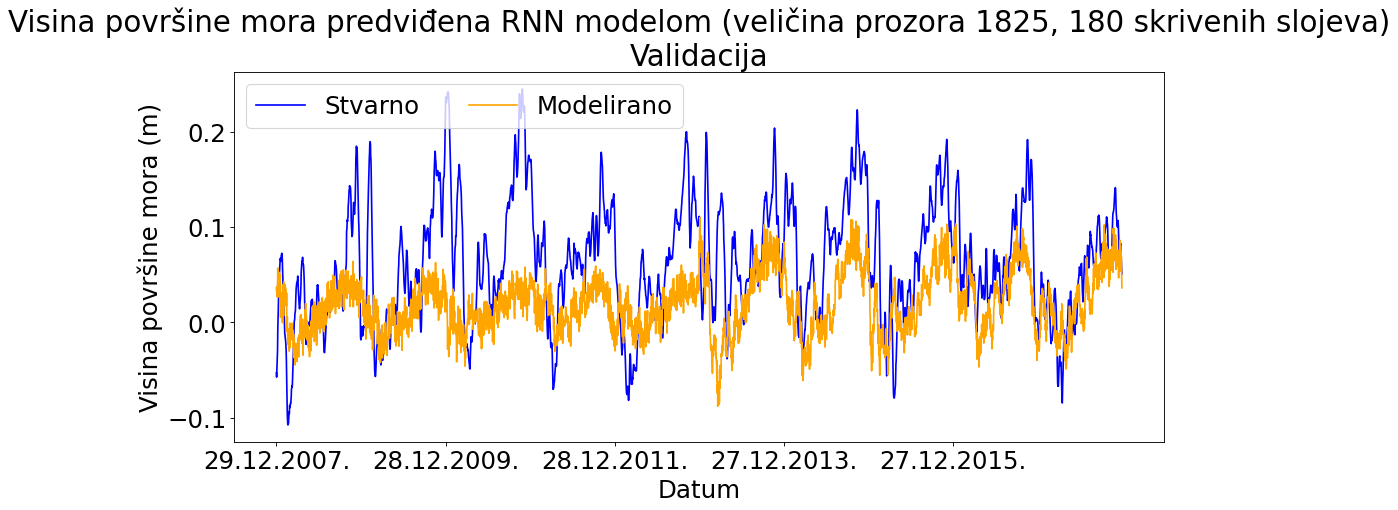 Visina površine mora predviđena RNN modelom (veličina prozora 1825, 180 skrivenih slojeva)
Validacija
Stvarno
Modelirano
Visina površine mora (m)
0.2
0.1
0.0
−0.1
29.12.2007.
28.12.2009.
28.12.2011.
27.12.2013.
27.12.2015.
Datum